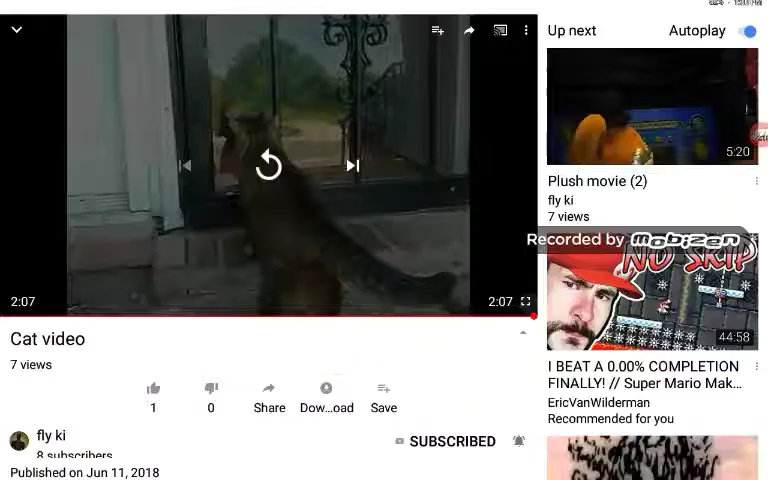 Up next
Autoplay
5:20
Plush movie (2)
fly ki
7 views
Recorded by mobizen
NO SKIP
44:58
I BEAT A 0.00% COMPLETION
FINALLY! // Super Mario Mak...
EricVanWilderman
Recommended for you
2:07
2:07
Cat video
7 views
1
0
Share
Dow...oad
Save
fly ki
SUBSCRIBED
8 subscribers
Published on Jun 11, 2018